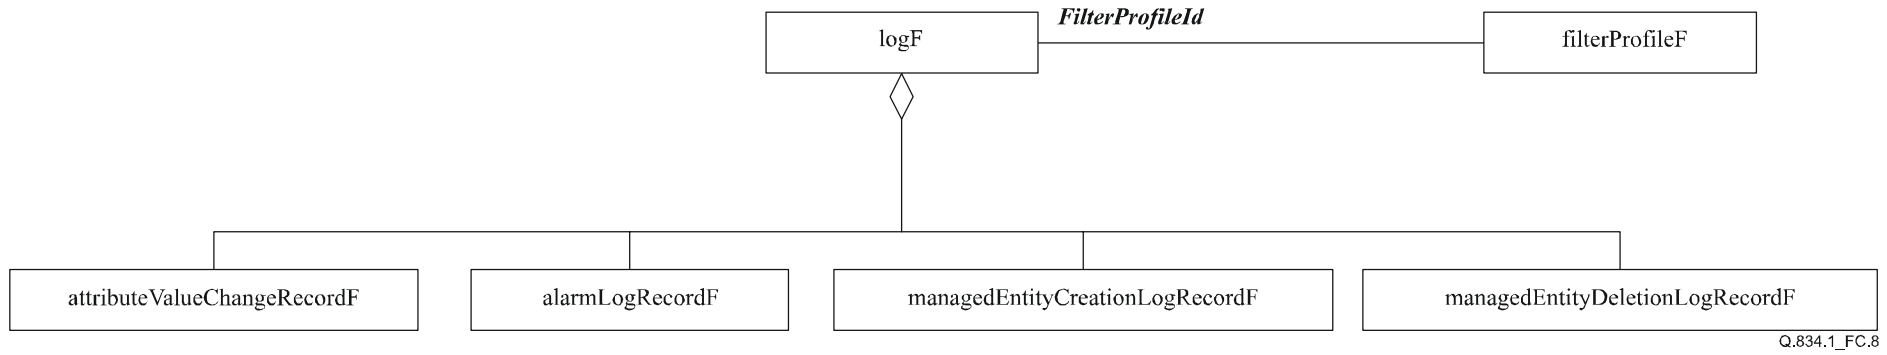 FilterProfileId
logF
filterProfileF
attributeValueChangeRecordF
alarmLogRecordF
managedEntityCreationLogRecordF
managedEntityDeletionLogRecordF
Q.834.1_FC.8